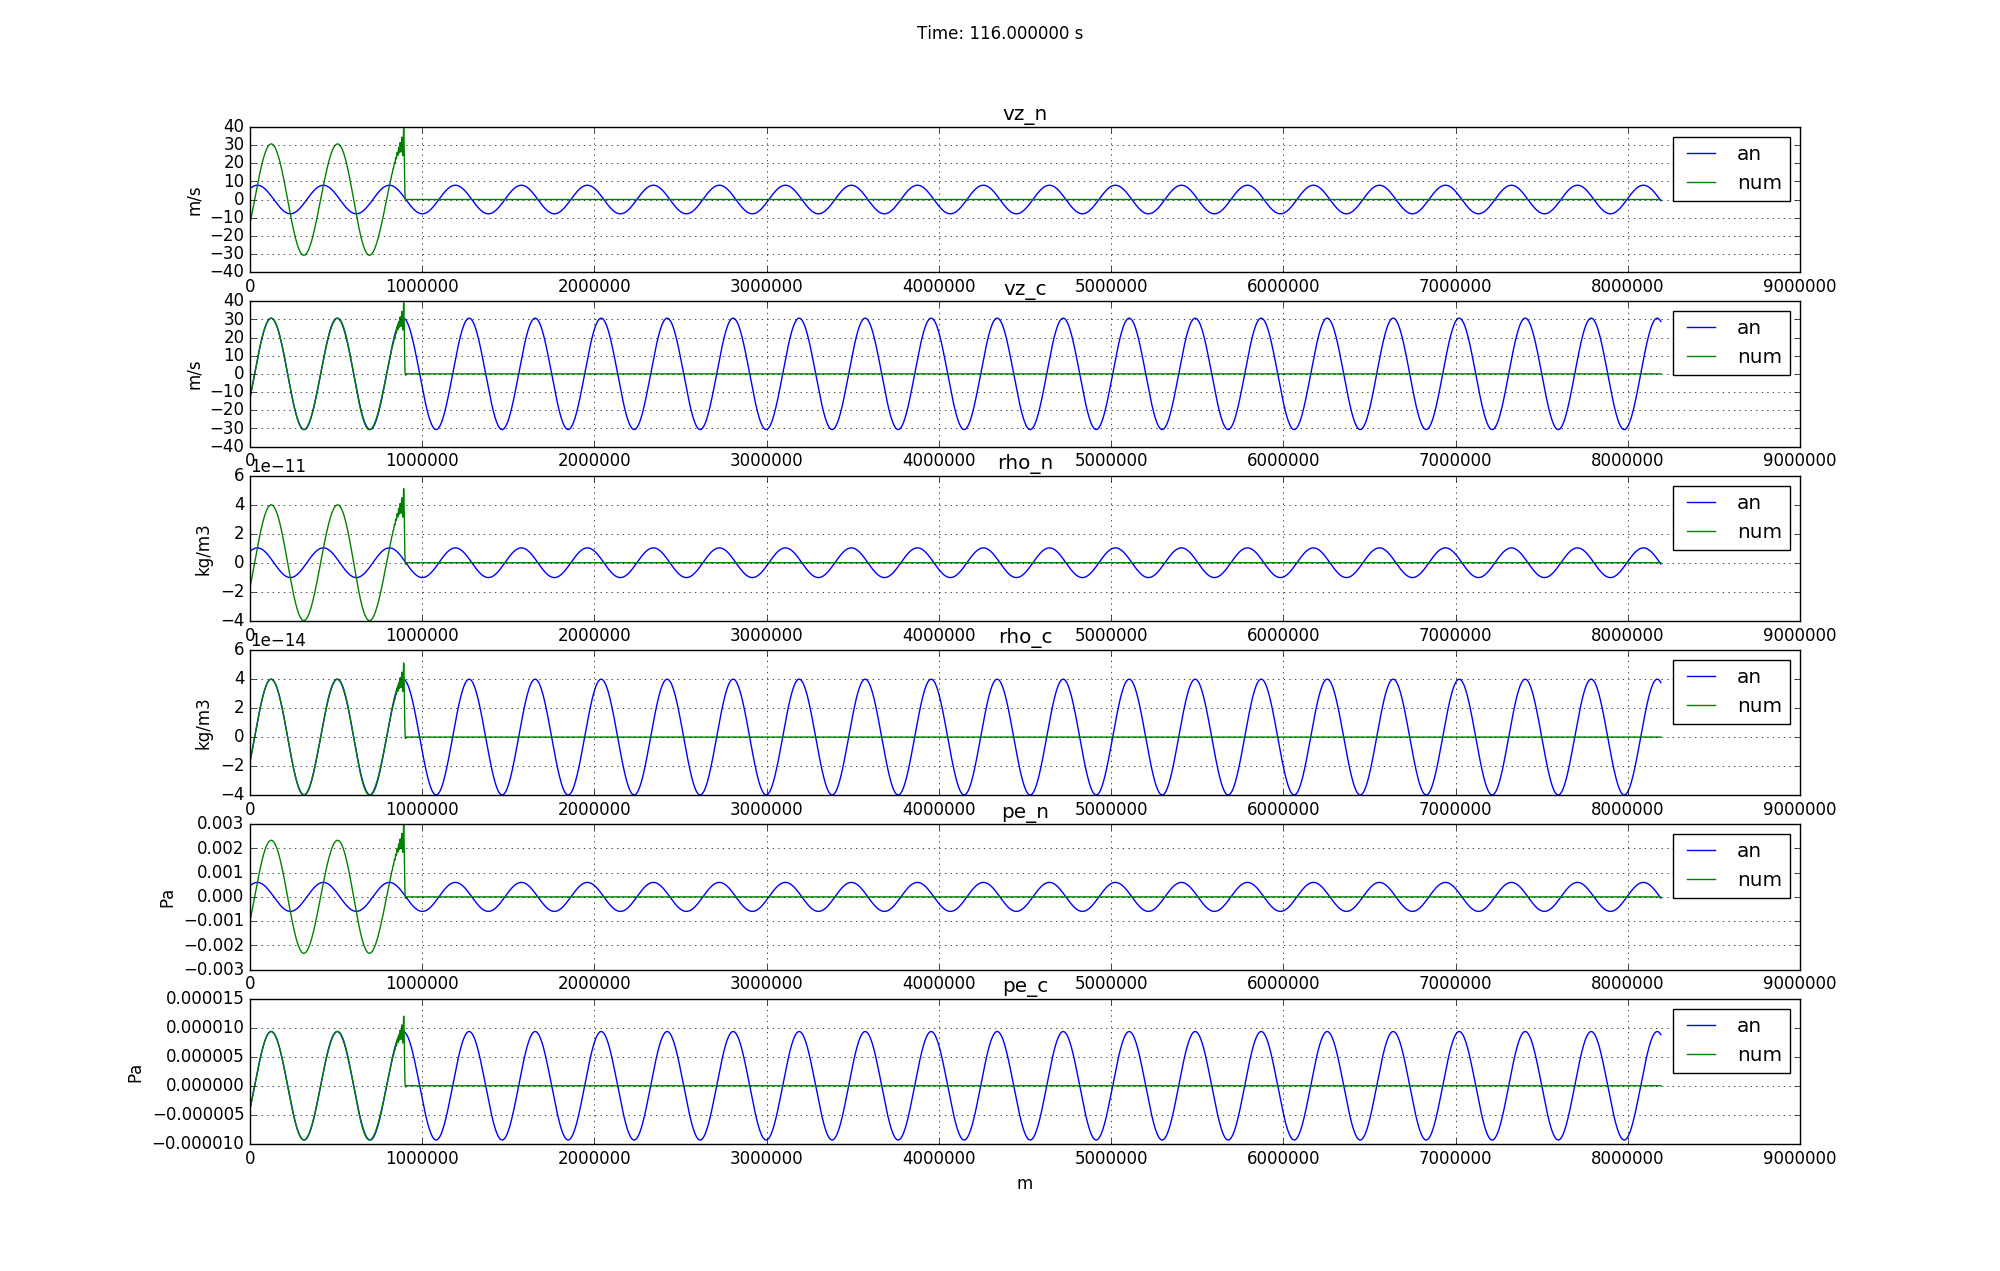 Time: 116.000000 s
vz_n
40
30
20
10
0
−10
−20
−30
−40
m/s
an
num
0 1000000 2000000 3000000 4000000 5000000 6000000 7000000 8000000 9000000
vz_c
40
30
20
10
0
−10
−20
−30
−40
m/s
an
num
0 1000000 2000000 3000000 4000000 5000000 6000000 7000000 8000000 9000000
1e−11
rho_n
6
4
2
0
−2
−4
kg/m3
an
num
0 1000000 2000000 3000000 4000000 5000000 6000000 7000000 8000000 9000000
1e−14
rho_c
6
4
2
0
−2
−4
kg/m3
an
num
0 1000000 2000000 3000000 4000000 5000000 6000000 7000000 8000000 9000000
pe_n
0.003
0.002
0.001
0.000
−0.001
−0.002
−0.003
Pa
an
num
0 1000000 2000000 3000000 4000000 5000000 6000000 7000000 8000000 9000000
pe_c
0.000015
0.000010
0.000005
0.000000
−0.000005
−0.000010
Pa
an
num
0 1000000 2000000 3000000 4000000 5000000 6000000 7000000 8000000 9000000
m